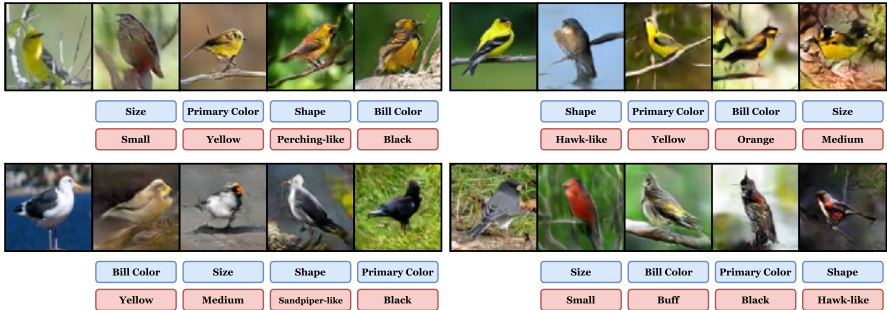 Size Primary Color Shape Bill Color Shape Primary Color Bill Color Size
Small Yellow Perching-like Black Hawk-like Yellow Orange Medium
Bill Color Size Shape Primary Color Size Bill Color Primary Color Shape
Yellow Medium Sandpiper-like Black Small Buff Black Hawk-like